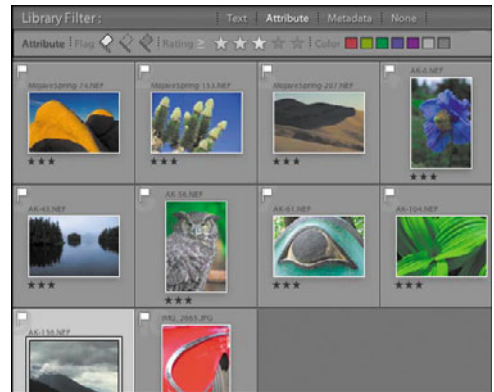 Library Filter: Text Attribute Metadata None
Attribute Flag Rating ≥ Color
MojaveSpring-74.NEF MojaveSpring-153.NEF MojaveSpring-207.NEF AK-4.NEF
AK-43.NEF AK-56.NEF AK-61.NEF AK-104.NEF
AK-136.NEF IMG_2663.JPG